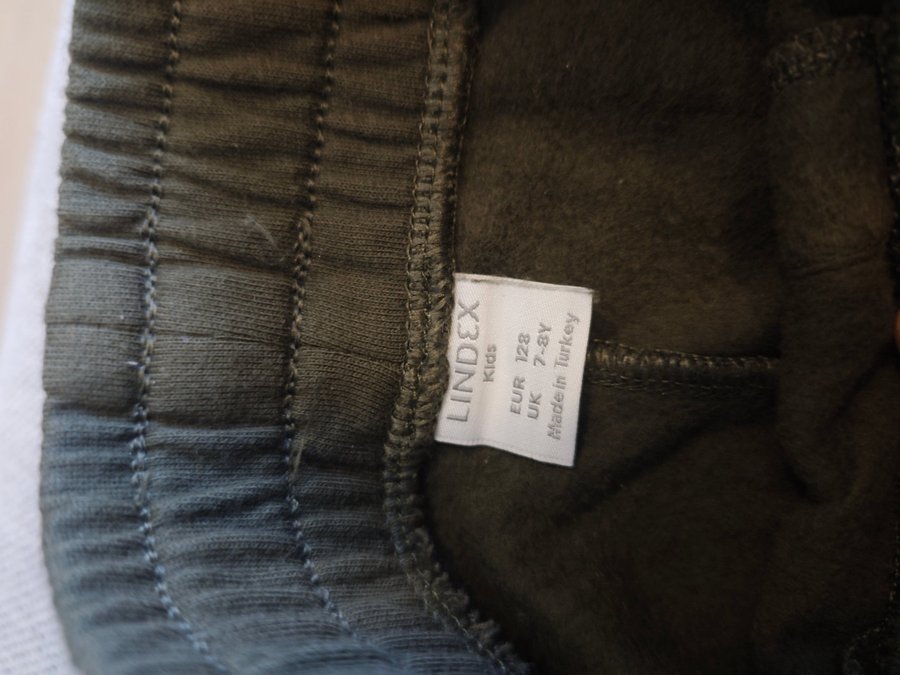 LINDEX
Kids
EUR 128
UK 7-8Y
Made in Turkey